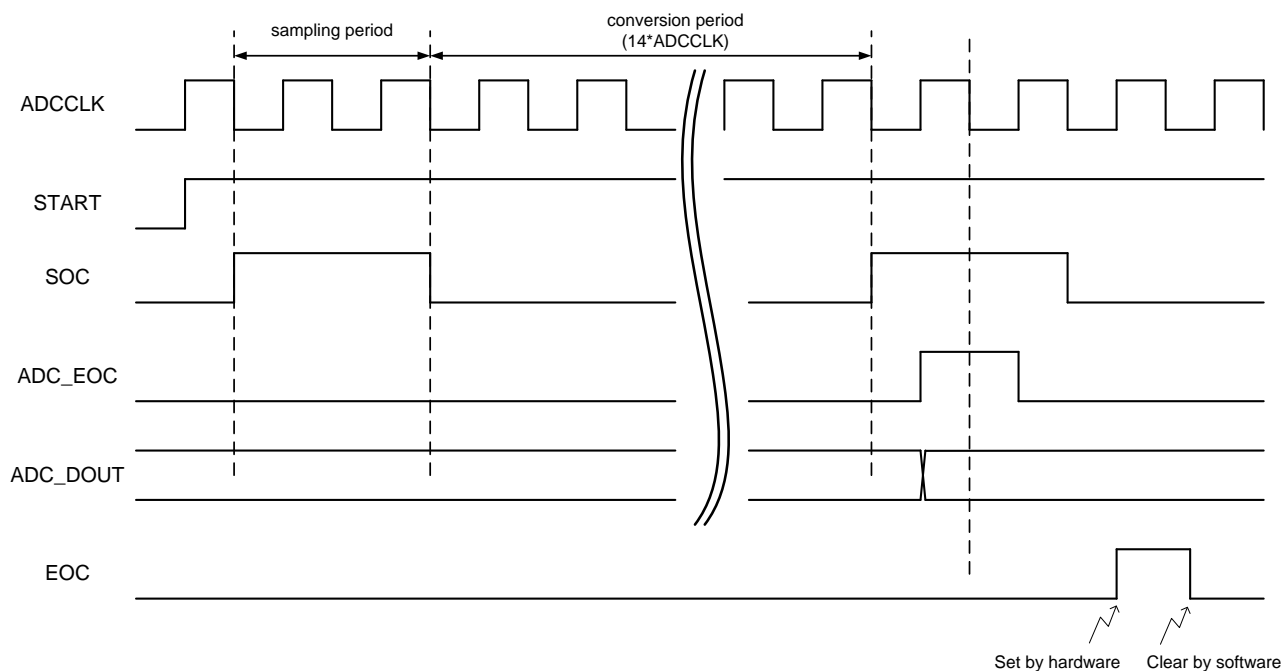 sampling period
conversion period
(14*ADCCLK)
ADCCLK
START
SOC
ADC_EOC
ADC_DOUT
EOC
Set by hardware
Clear by software